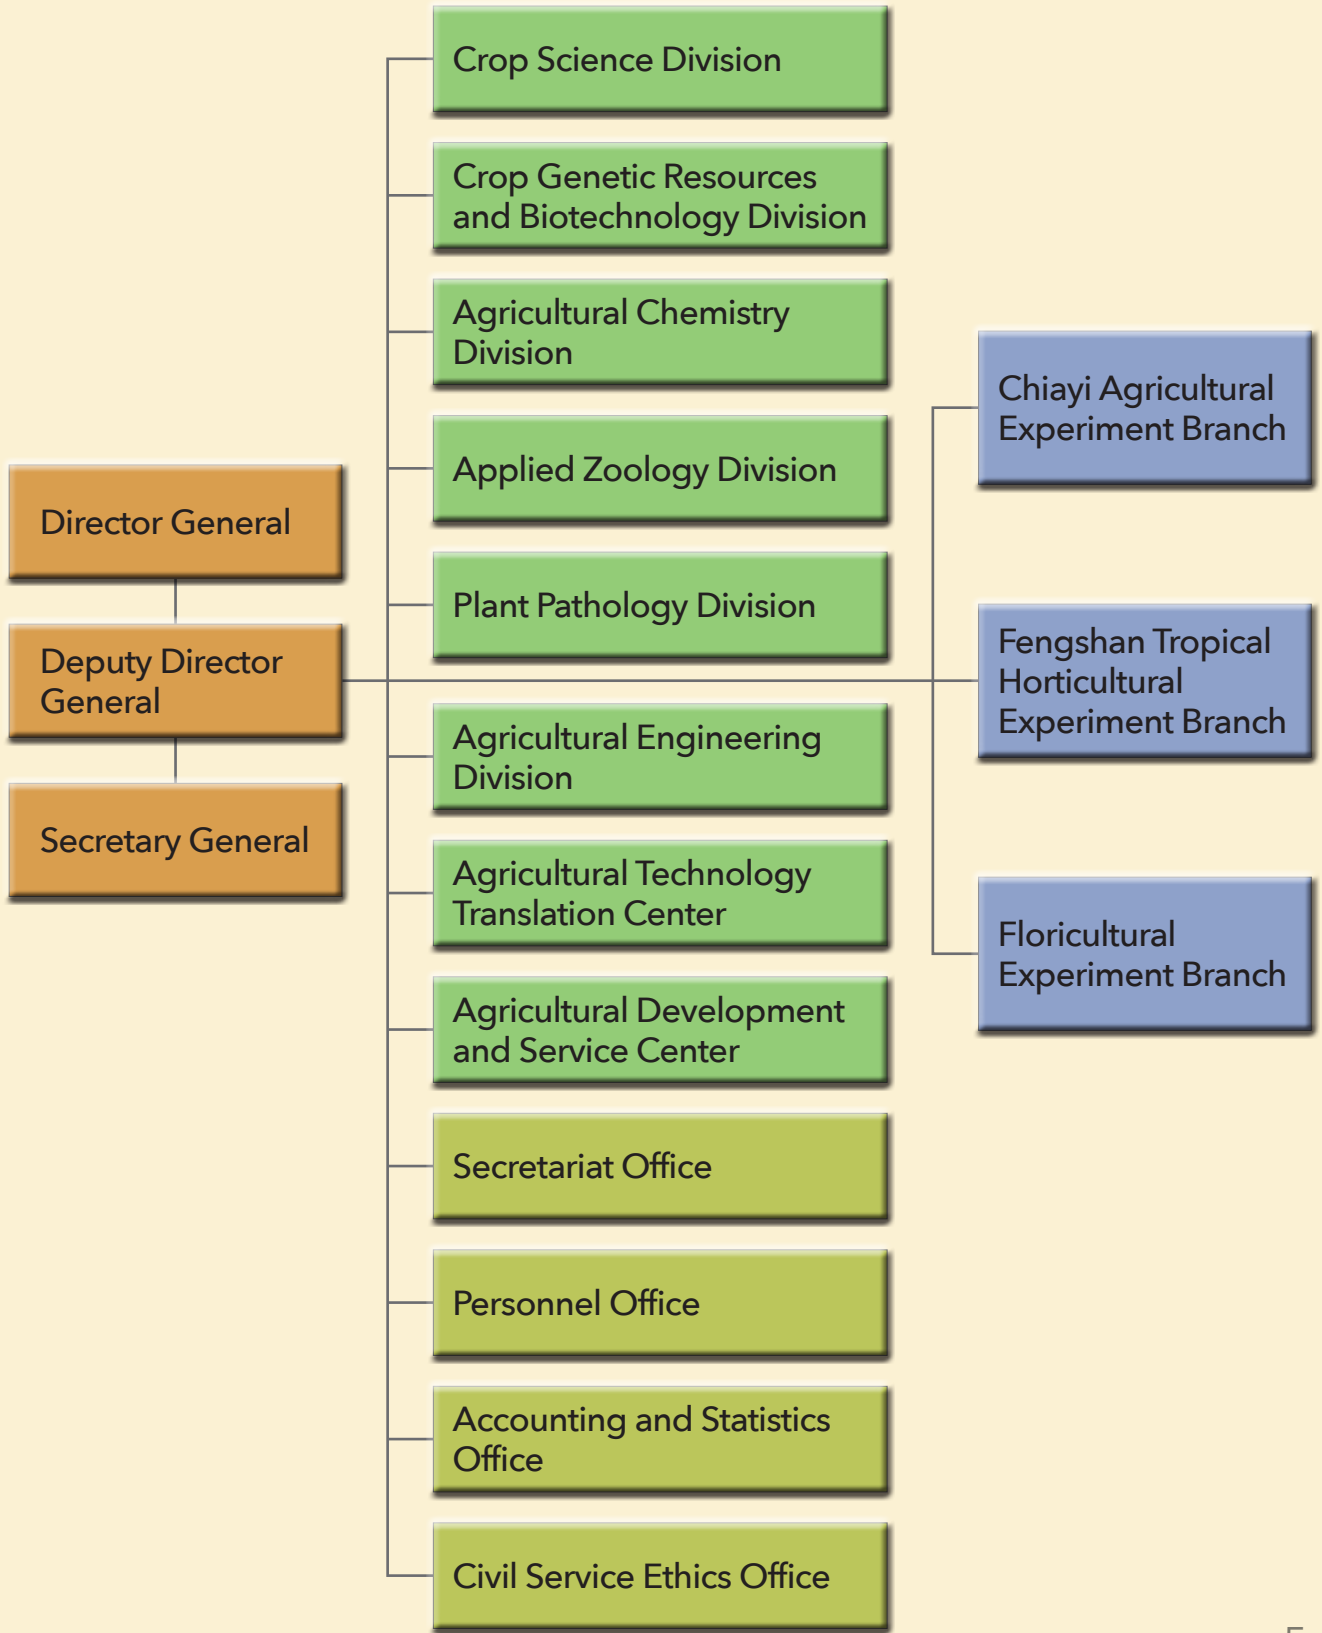 Director General
Deputy Director
General
Secretary General
Crop Science Division
Crop Genetic Resources
and Biotechnology Division
Agricultural Chemistry
Division
Applied Zoology Division
Plant Pathology Division
Agricultural Engineering
Division
Agricultural Technology
Translation Center
Agricultural Development
and Service Center
Secretariat Office
Personnel Office
Accounting and Statistics
Office
Civil Service Ethics Office
Chiayi Agricultural
Experiment Branch
Fengshan Tropical
Horticultural
Experiment Branch
Floricultural
Experiment Branch